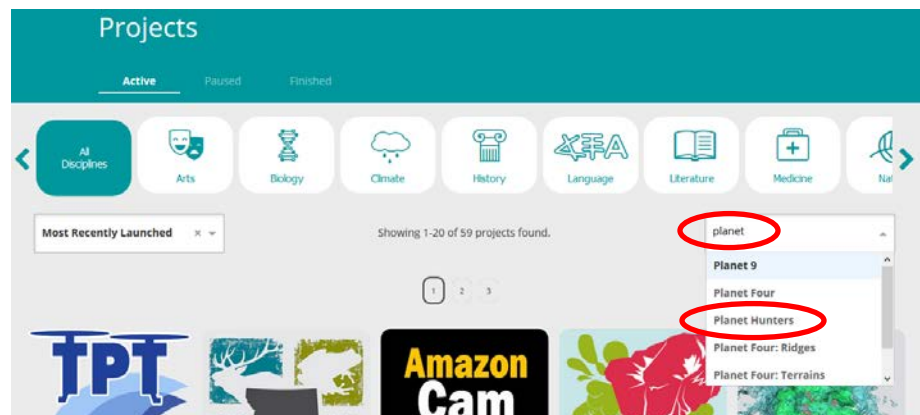 Projects
Active Paused Finished
All Disciplines
Arts
Biology
Climate
History
Language
Literature
Medicine
Nat
Most Recently Launched × Showing 1-20 of 59 projects found. planet
Planet 9
Planet Four
1 2 3
Planet Hunters
Planet Four: Ridges
Planet Four: Terrains
TPT
Amazon
Cam